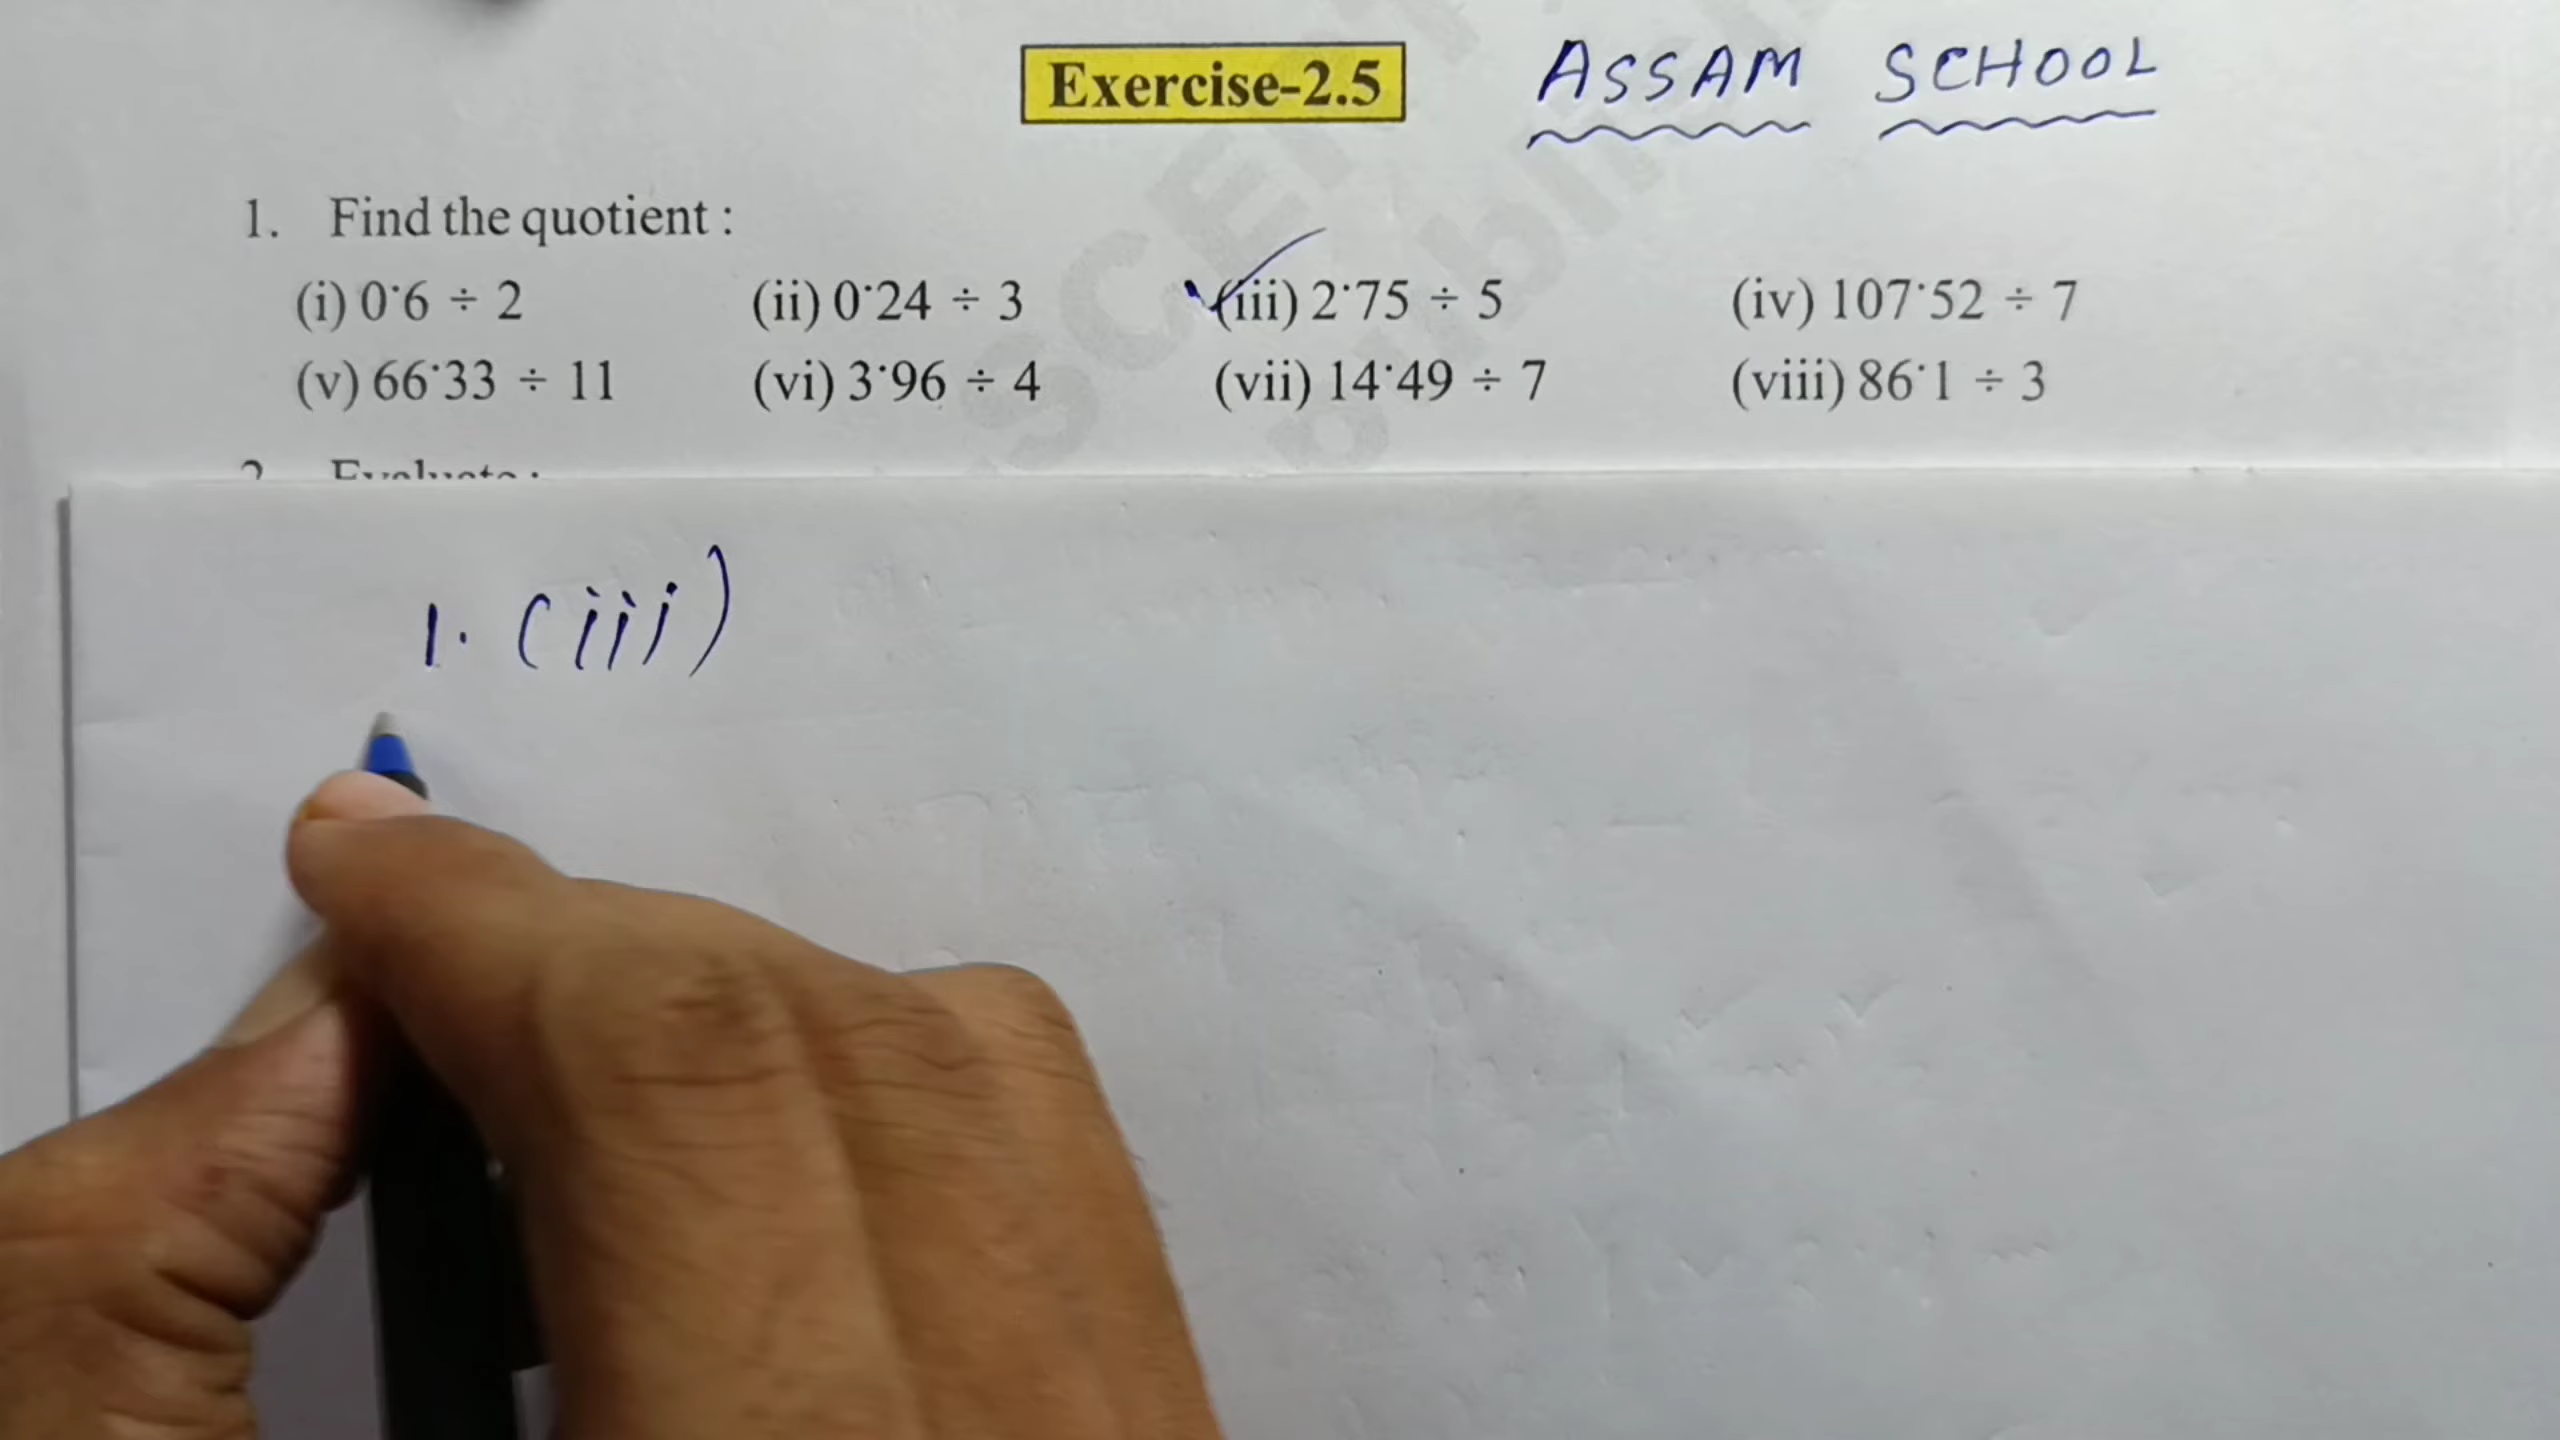 Exercise-2.5 ASSAM SCHOOL
1. Find the quotient :
(i) 0·6 ÷ 2 (ii) 0·24 ÷ 3 (iii) 2·75 ÷ 5 (iv) 107·52 ÷ 7
(v) 66·33 ÷ 11 (vi) 3·96 ÷ 4 (vii) 14·49 ÷ 7 (viii) 86·1 ÷ 3
2. Evaluate :
1. (iii)